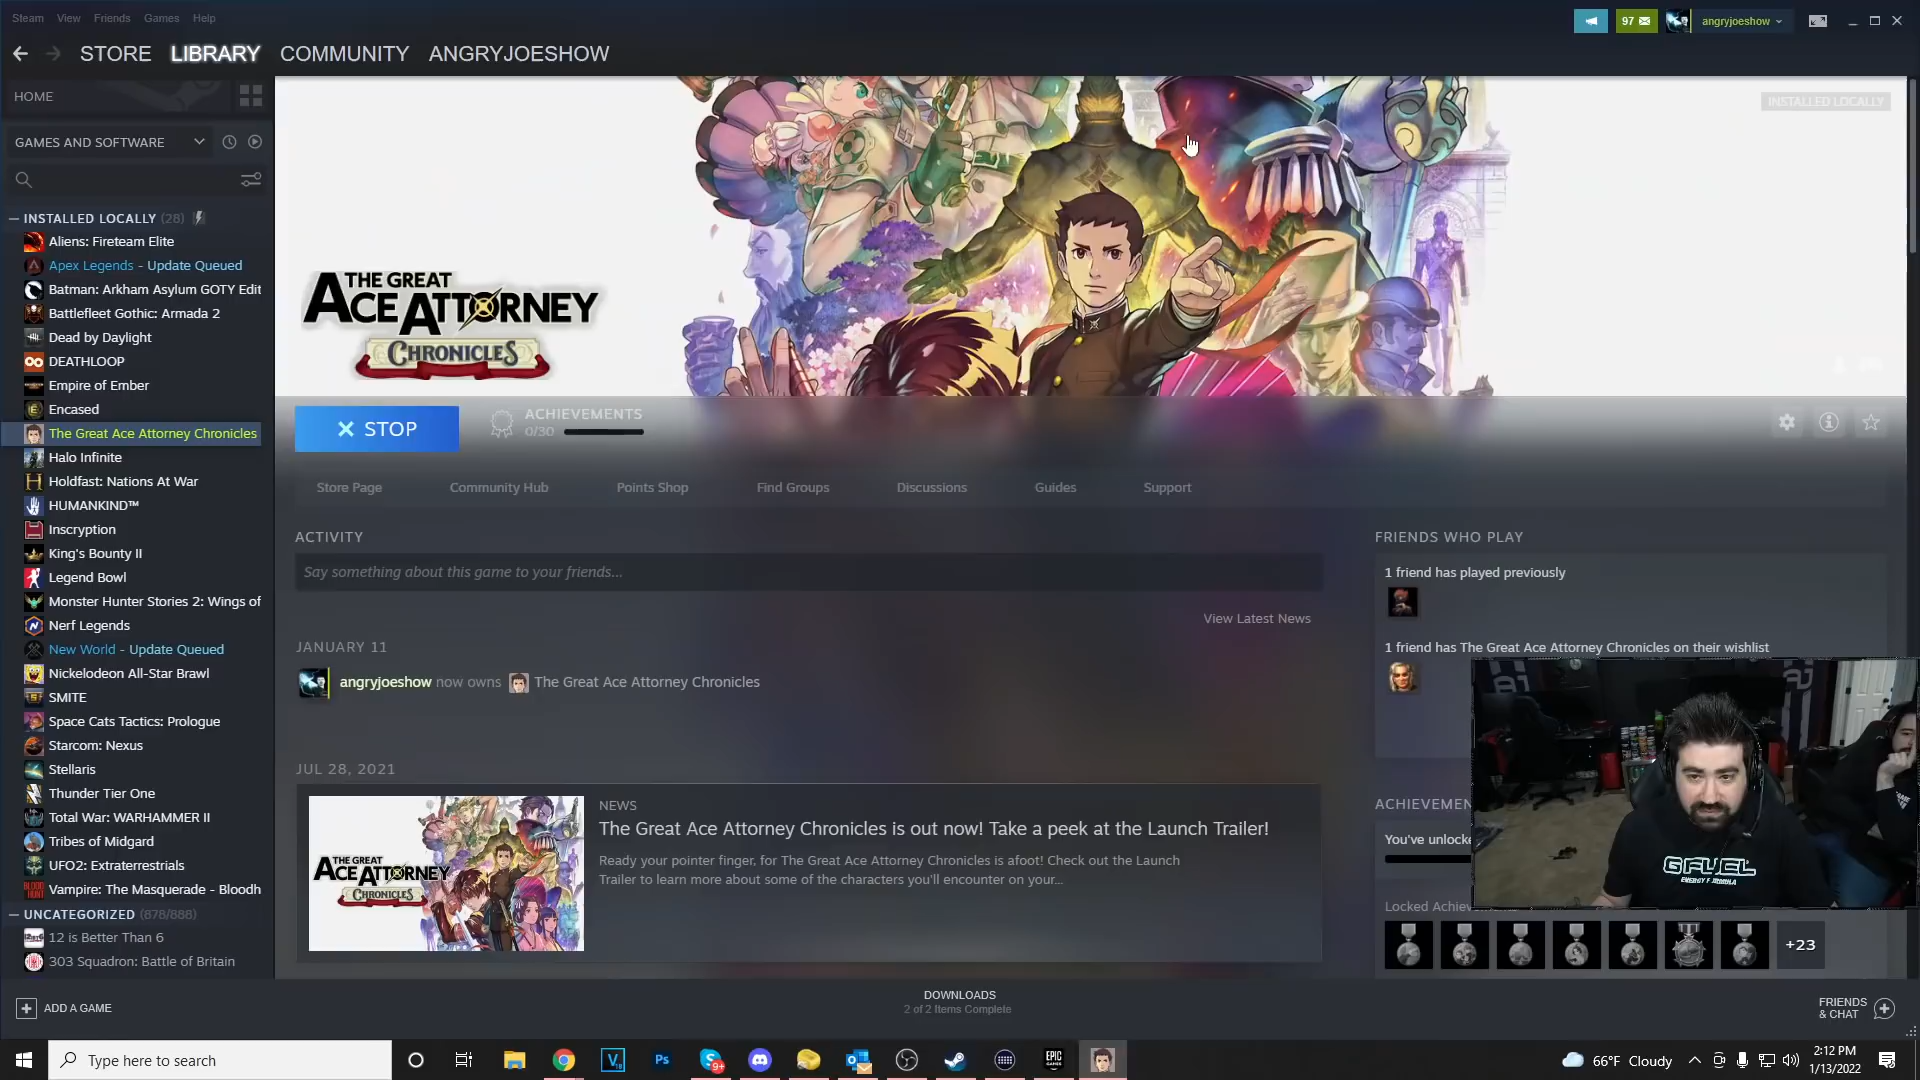 Steam View Friends Games Help
97 angryjoeshow
STORE LIBRARY COMMUNITY ANGRYJOESHOW
HOME
GAMES AND SOFTWARE
INSTALLED LOCALLY (28)
Aliens: Fireteam Elite
Apex Legends - Update Queued
Batman: Arkham Asylum GOTY Edit
Battlefleet Gothic: Armada 2
Dead by Daylight
DEATHLOOP
Empire of Ember
Encased
The Great Ace Attorney Chronicles
Halo Infinite
Holdfast: Nations At War
HUMANKIND™
Inscryption
King's Bounty II
Legend Bowl
Monster Hunter Stories 2: Wings of
Nerf Legends
New World - Update Queued
Nickelodeon All-Star Brawl
SMITE
Space Cats Tactics: Prologue
Starcom: Nexus
Stellaris
Thunder Tier One
Total War: WARHAMMER II
Tribes of Midgard
UFO2: Extraterrestrials
Vampire: The Masquerade - Bloodh
UNCATEGORIZED (878/888)
12 is Better Than 6
303 Squadron: Battle of Britain
ADD A GAME
INSTALLED LOCALLY
THE GREAT
ACE ATTORNEY
CHRONICLES
STOP
ACHIEVEMENTS
0/30
Store Page Community Hub Points Shop Find Groups Discussions Guides Support
ACTIVITY
Say something about this game to your friends...
View Latest News
JANUARY 11
angryjoeshow now owns The Great Ace Attorney Chronicles
JUL 28, 2021
THE GREAT
ACE ATTORNEY
CHRONICLES
NEWS
The Great Ace Attorney Chronicles is out now! Take a peek at the Launch Trailer!
Ready your pointer finger, for The Great Ace Attorney Chronicles is afoot! Check out the Launch
Trailer to learn more about some of the characters you'll encounter on your...
FRIENDS WHO PLAY
1 friend has played previously
1 friend has The Great Ace Attorney Chronicles on their wishlist
ACHIEVEMEN
You've unlocke
Locked Achie
+23
GFUEL
ENERGY FORMULA
DOWNLOADS
2 of 2 Items Complete
FRIENDS
& CHAT
Type here to search
Ps
9+
EPIC
GAMES
66°F Cloudy
2:12 PM
1/13/2022